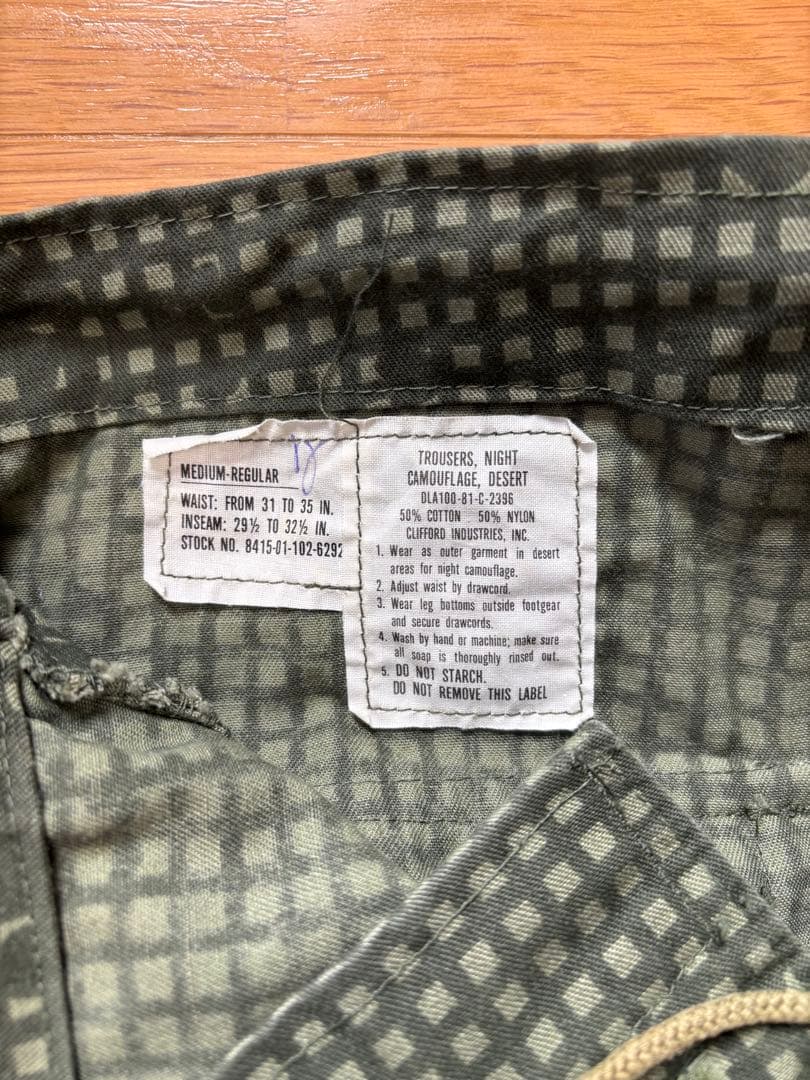 MEDIUM-REGULAR
WAIST: FROM 31 TO 35 IN.
INSEAM: 29½ TO 32½ IN.
STOCK NO. 8415-01-102-6292
TROUSERS, NIGHT
CAMOUFLAGE, DESERT
DLA100-81-C-2396
50% COTTON 50% NYLON
CLIFFORD INDUSTRIES, INC.
1. Wear as outer garment in desert
areas for night camouflage.
2. Adjust waist by drawcord.
3. Wear leg bottoms outside footgear
and secure drawcords.
4. Wash by hand or machine; make sure
all soap is thoroughly rinsed out.
5. DO NOT STARCH.
DO NOT REMOVE THIS LABEL